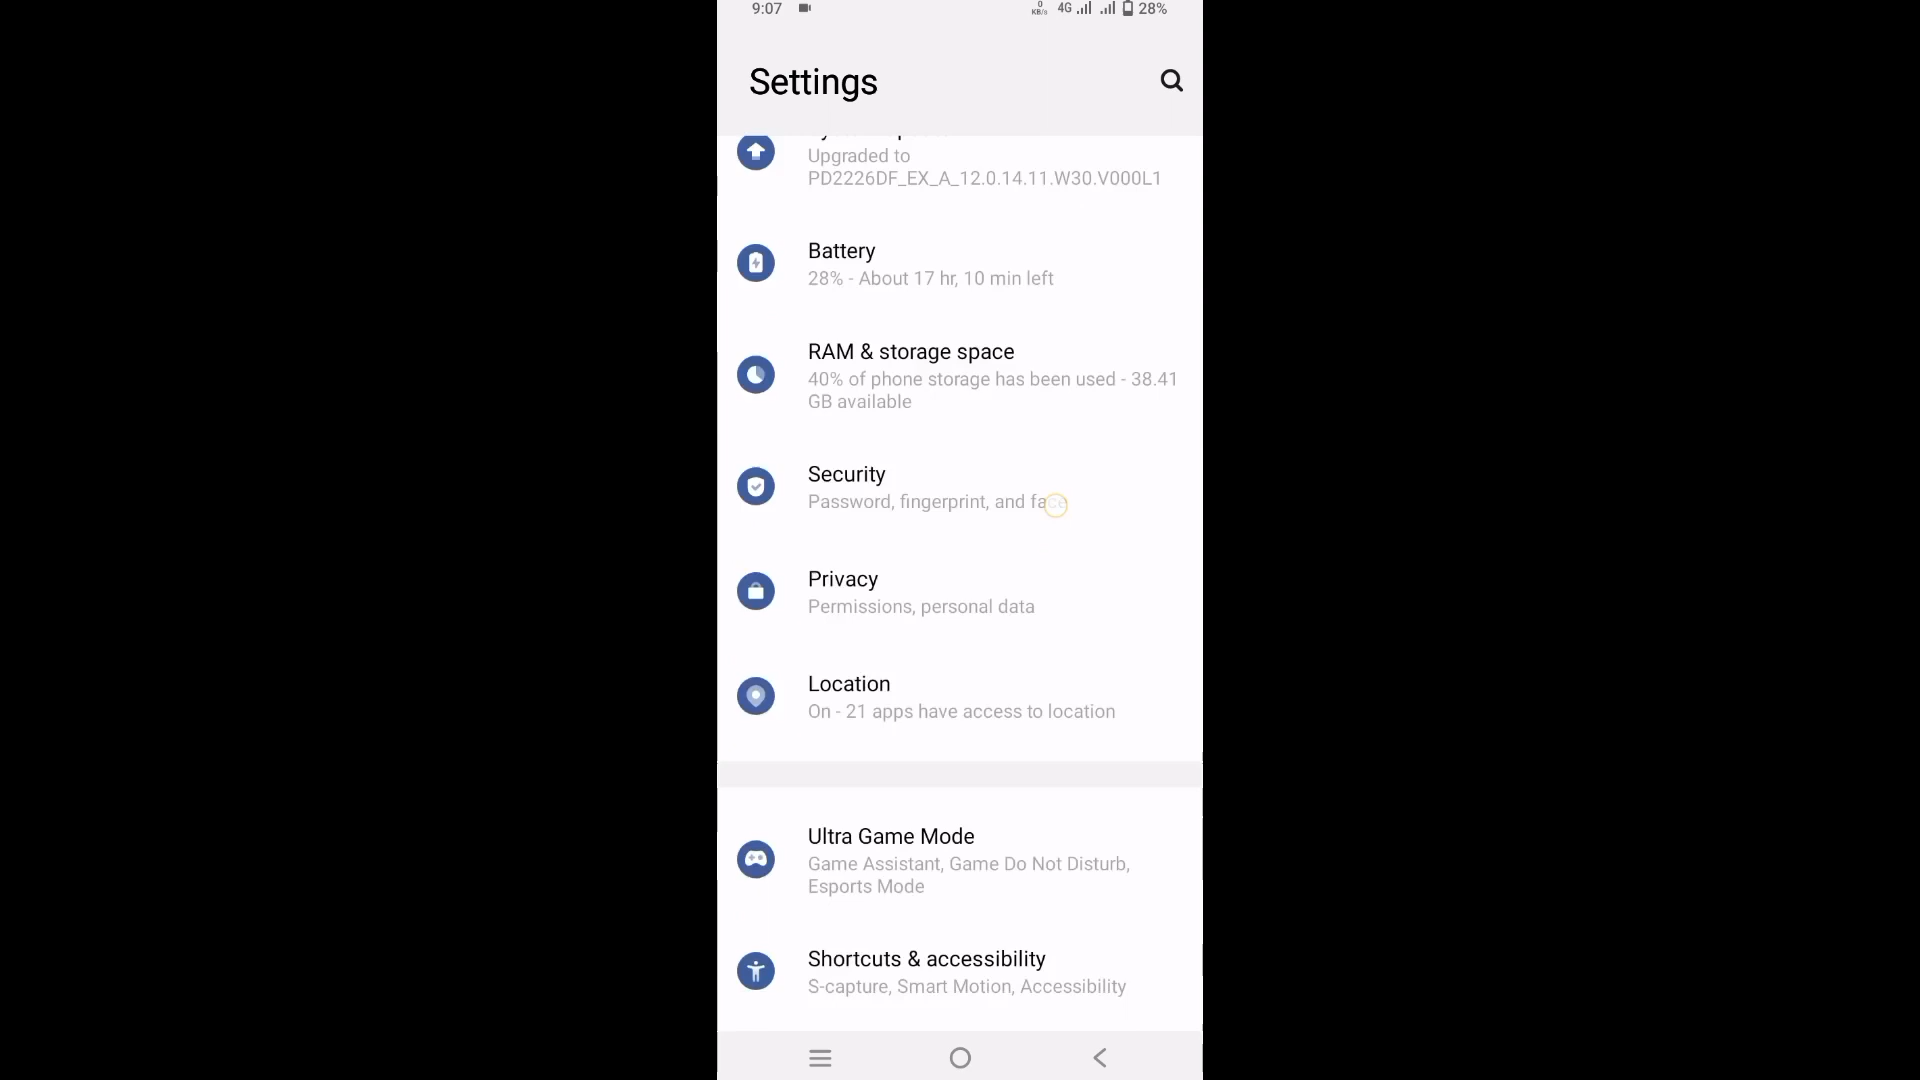 9:07
0
KB/s
4G
28%
Settings
Upgraded to
PD2226DF_EX_A_12.0.14.11.W30.V000L1
Battery
28% - About 17 hr, 10 min left
RAM & storage space
40% of phone storage has been used - 38.41
GB available
Security
Password, fingerprint, and face
Privacy
Permissions, personal data
Location
On - 21 apps have access to location
Ultra Game Mode
Game Assistant, Game Do Not Disturb,
Esports Mode
Shortcuts & accessibility
S-capture, Smart Motion, Accessibility